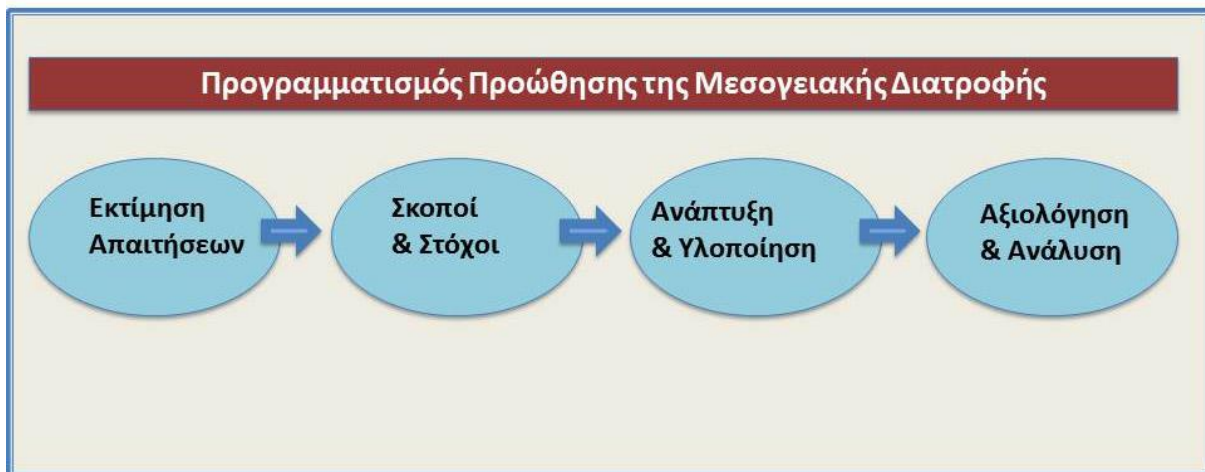 Προγραμματισμός Προώθησης της Μεσογειακής Διατροφής
Εκτίμηση
Απαιτήσεων
Σκοποί
& Στόχοι
Ανάπτυξη
& Υλοποίηση
Αξιολόγηση
& Ανάλυση